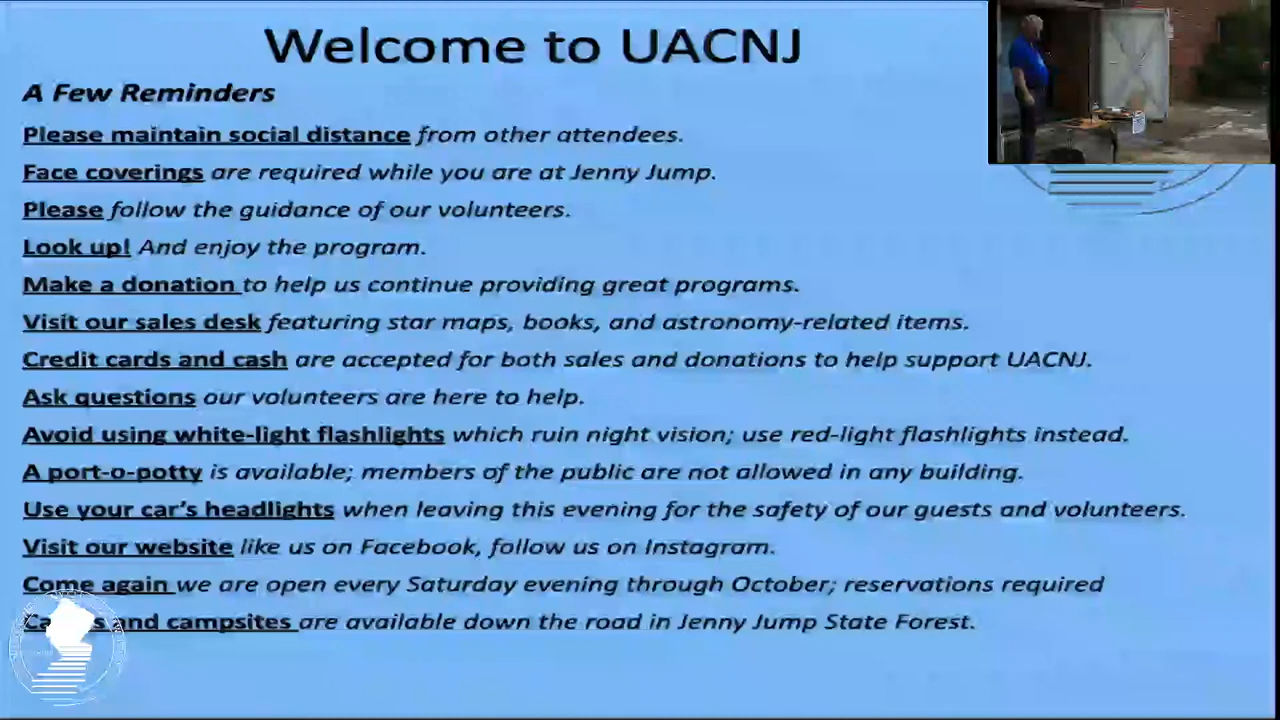 Welcome to UACNJ
A Few Reminders
Please maintain social distance from other attendees.
Face coverings are required while you are at Jenny Jump.
Please follow the guidance of our volunteers.
Look up! And enjoy the program.
Make a donation to help us continue providing great programs.
Visit our sales desk featuring star maps, books, and astronomy-related items.
Credit cards and cash are accepted for both sales and donations to help support UACNJ.
Ask questions our volunteers are here to help.
Avoid using white-light flashlights which ruin night vision; use red-light flashlights instead.
A port-o-potty is available; members of the public are not allowed in any building.
Use your car's headlights when leaving this evening for the safety of our guests and volunteers.
Visit our website like us on Facebook, follow us on Instagram.
Come again we are open every Saturday evening through October; reservations required
and campsites are available down the road in Jenny Jump State Forest.